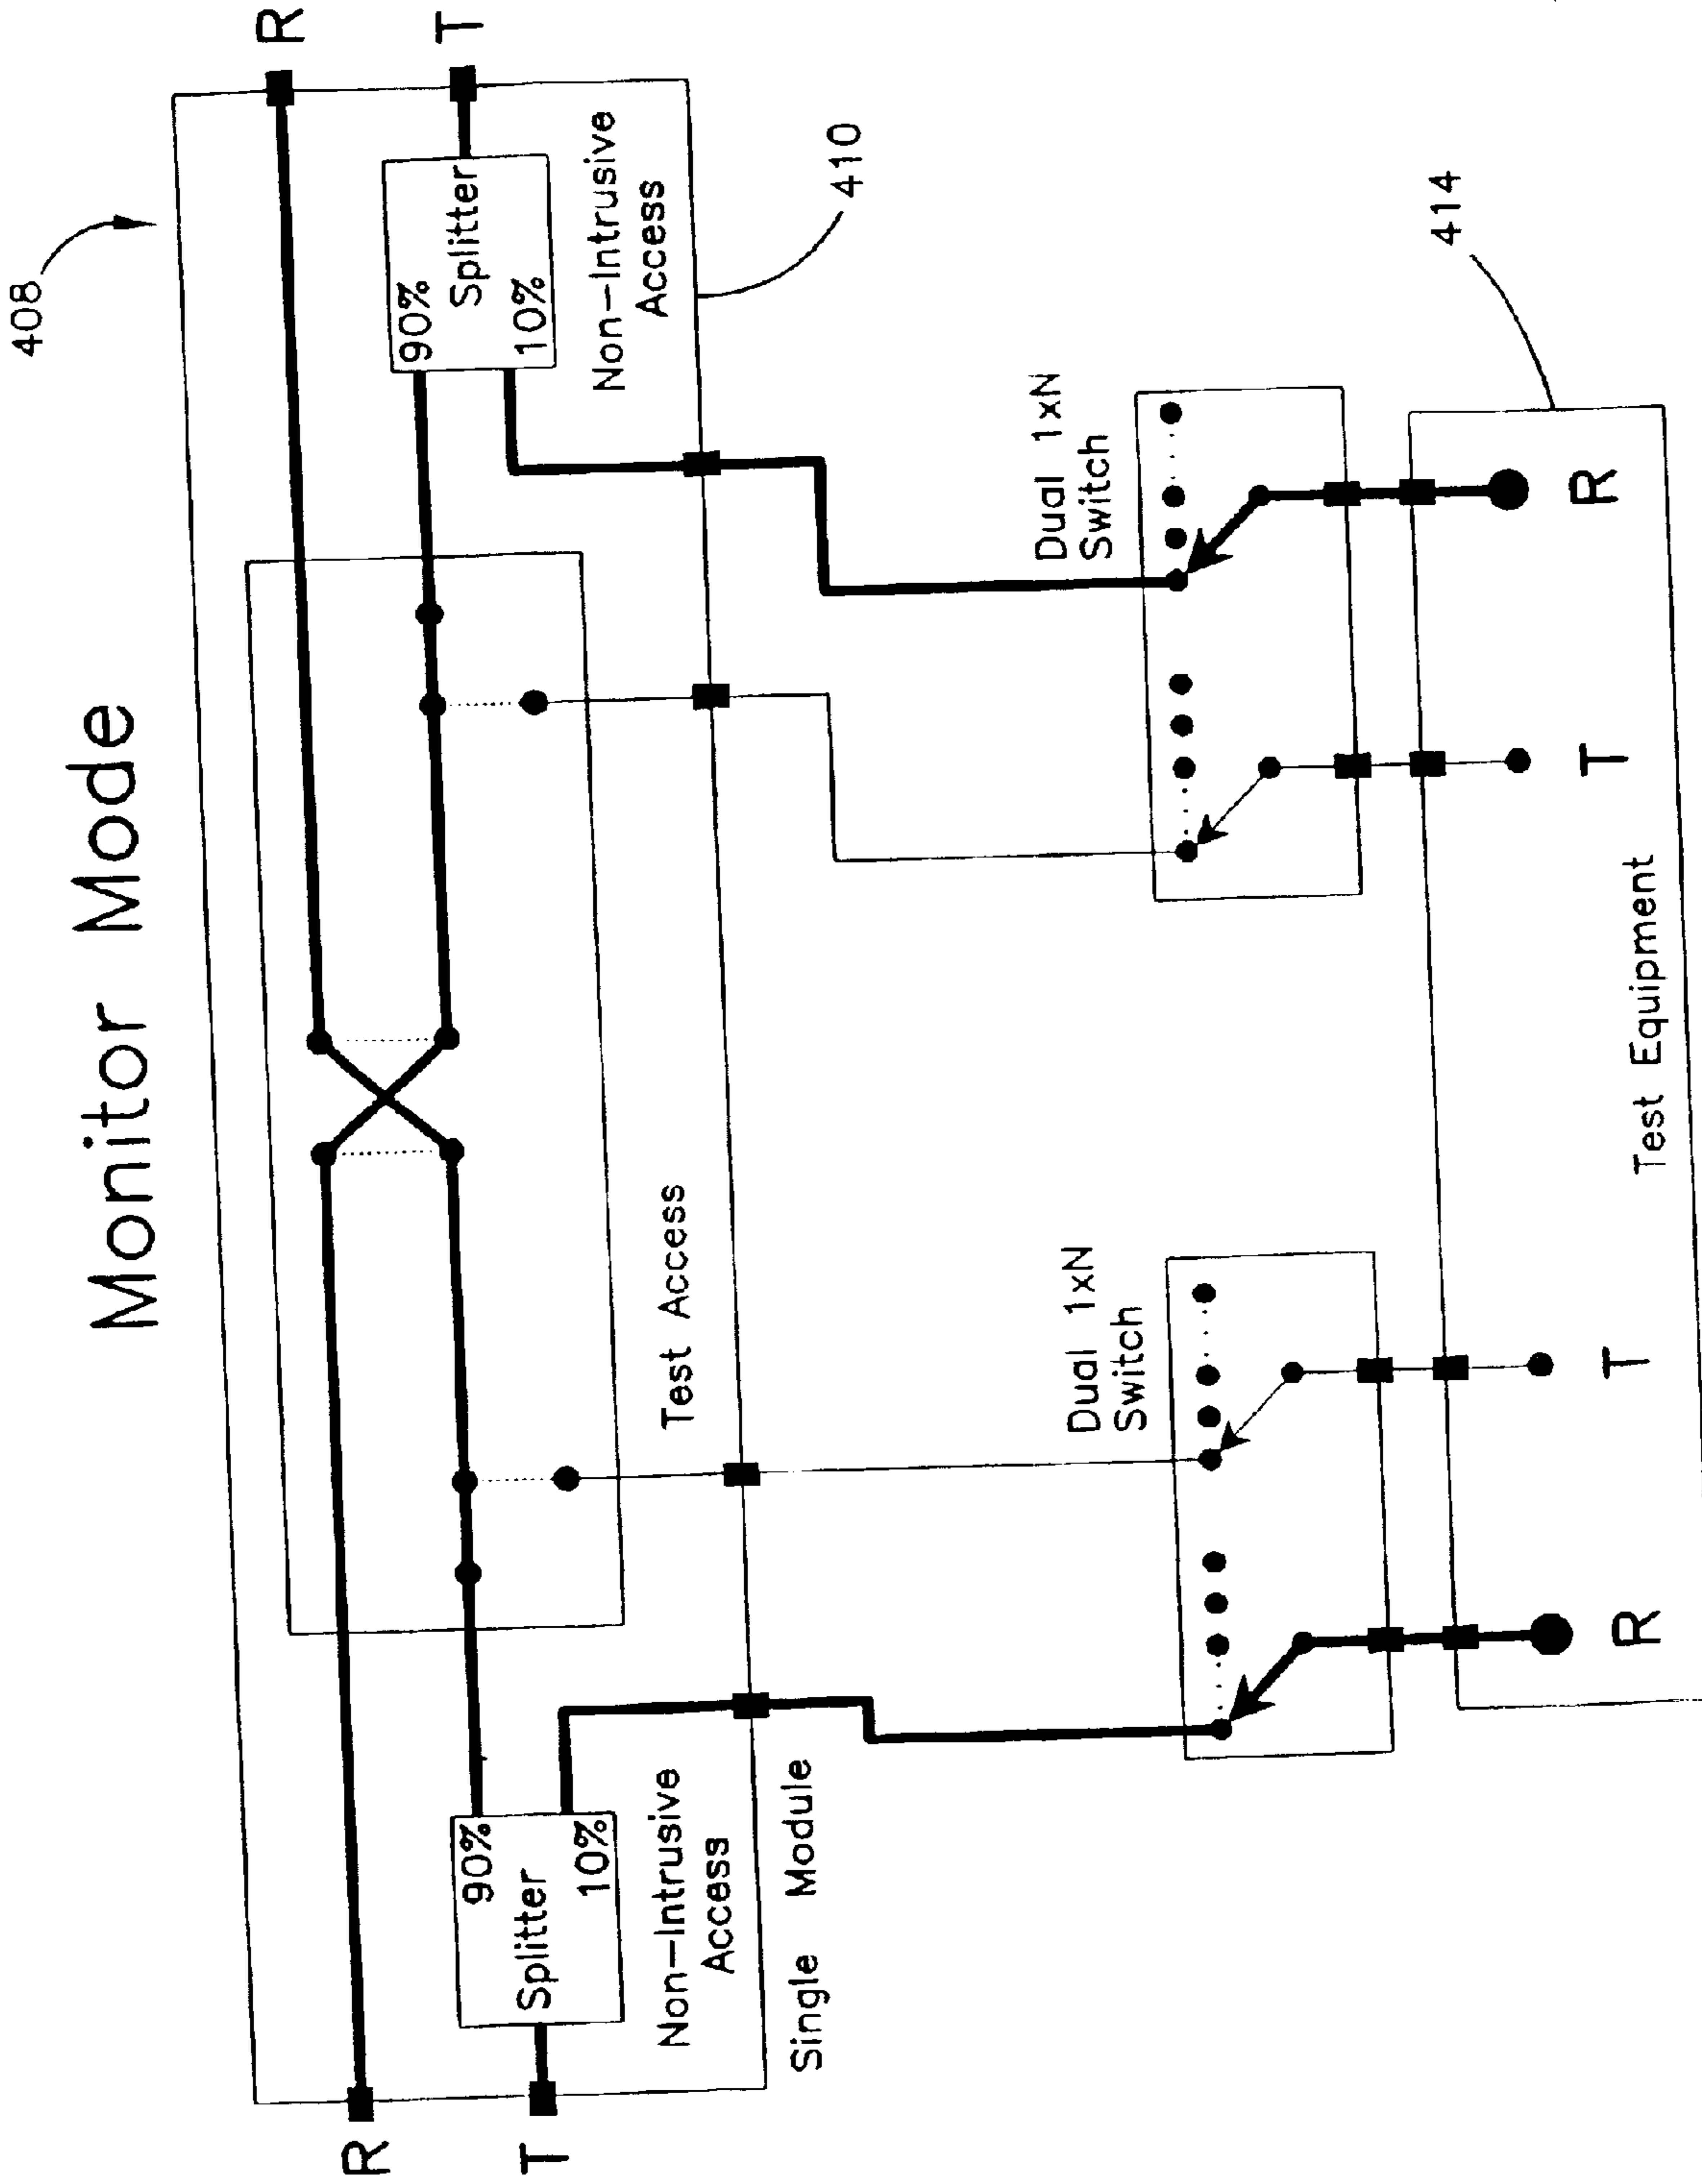 Monitor Mode
408
R
R
T
Splitter
90%
10%
90%
Splitter
10%
T
Non-Intrusive
Access
Test Access
Non-Intrusive
Access
Single Module
410
Dual 1xN
Switch
Dual 1xN
Switch
414
R
T
T
R
Test Equipment